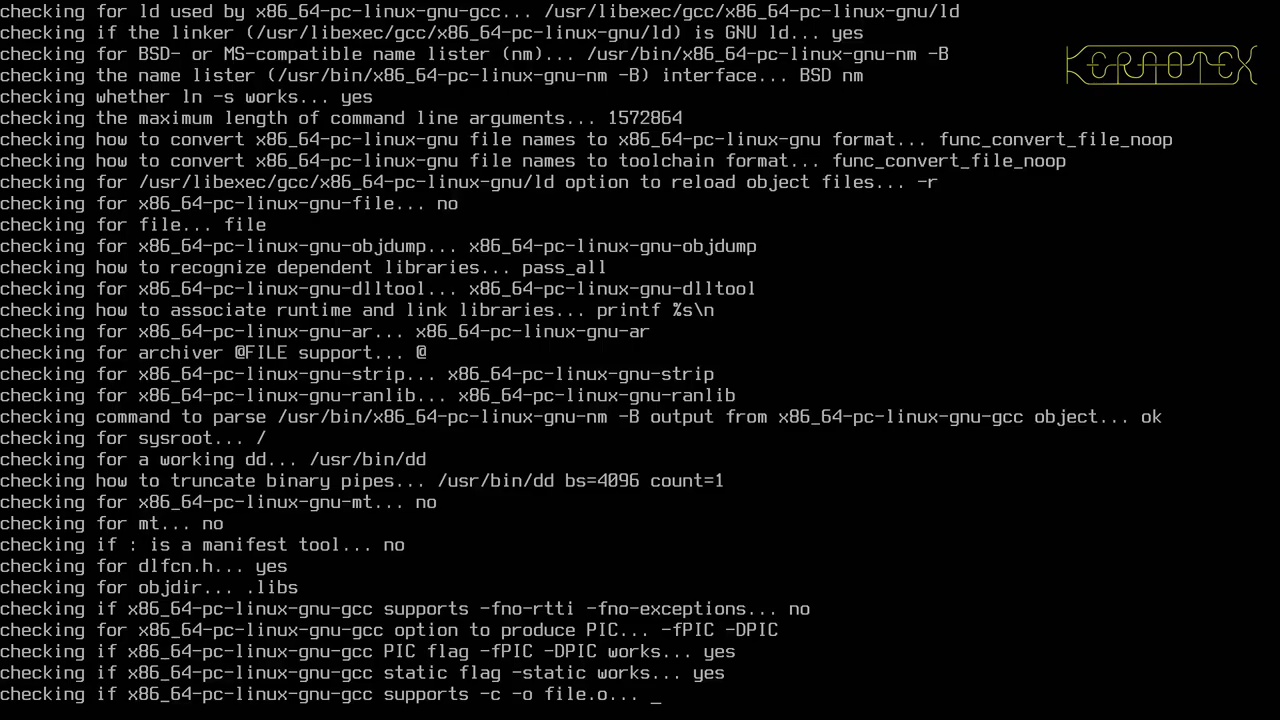 checking for ld used by x86_64-pc-linux-gnu-gcc... /usr/libexec/gcc/x86_64-pc-linux-gnu/ld
checking if the linker (/usr/libexec/gcc/x86_64-pc-linux-gnu/ld) is GNU ld... yes
checking for BSD- or MS-compatible name lister (nm)... /usr/bin/x86_64-pc-linux-gnu-nm -B
checking the name lister (/usr/bin/x86_64-pc-linux-gnu-nm -B) interface... BSD nm
checking whether ln -s works... yes
checking the maximum length of command line arguments... 1572864
checking how to convert x86_64-pc-linux-gnu file names to x86_64-pc-linux-gnu format... func_convert_file_noop
checking how to convert x86_64-pc-linux-gnu file names to toolchain format... func_convert_file_noop
checking for /usr/libexec/gcc/x86_64-pc-linux-gnu/ld option to reload object files... -r
checking for x86_64-pc-linux-gnu-file... no
checking for file... file
checking for x86_64-pc-linux-gnu-objdump... x86_64-pc-linux-gnu-objdump
checking how to recognize dependent libraries... pass_all
checking for x86_64-pc-linux-gnu-dlltool... x86_64-pc-linux-gnu-dlltool
checking how to associate runtime and link libraries... printf %s\n
checking for x86_64-pc-linux-gnu-ar... x86_64-pc-linux-gnu-ar
checking for archiver @FILE support... @
checking for x86_64-pc-linux-gnu-strip... x86_64-pc-linux-gnu-strip
checking for x86_64-pc-linux-gnu-ranlib... x86_64-pc-linux-gnu-ranlib
checking command to parse /usr/bin/x86_64-pc-linux-gnu-nm -B output from x86_64-pc-linux-gnu-gcc object... ok
checking for sysroot... /
checking for a working dd... /usr/bin/dd
checking how to truncate binary pipes... /usr/bin/dd bs=4096 count=1
checking for x86_64-pc-linux-gnu-mt... no
checking for mt... no
checking if : is a manifest tool... no
checking for dlfcn.h... yes
checking for objdir... .libs
checking if x86_64-pc-linux-gnu-gcc supports -fno-rtti -fno-exceptions... no
checking for x86_64-pc-linux-gnu-gcc option to produce PIC... -fPIC -DPIC
checking if x86_64-pc-linux-gnu-gcc PIC flag -fPIC -DPIC works... yes
checking if x86_64-pc-linux-gnu-gcc static flag -static works... yes
checking if x86_64-pc-linux-gnu-gcc supports -c -o file.o... _